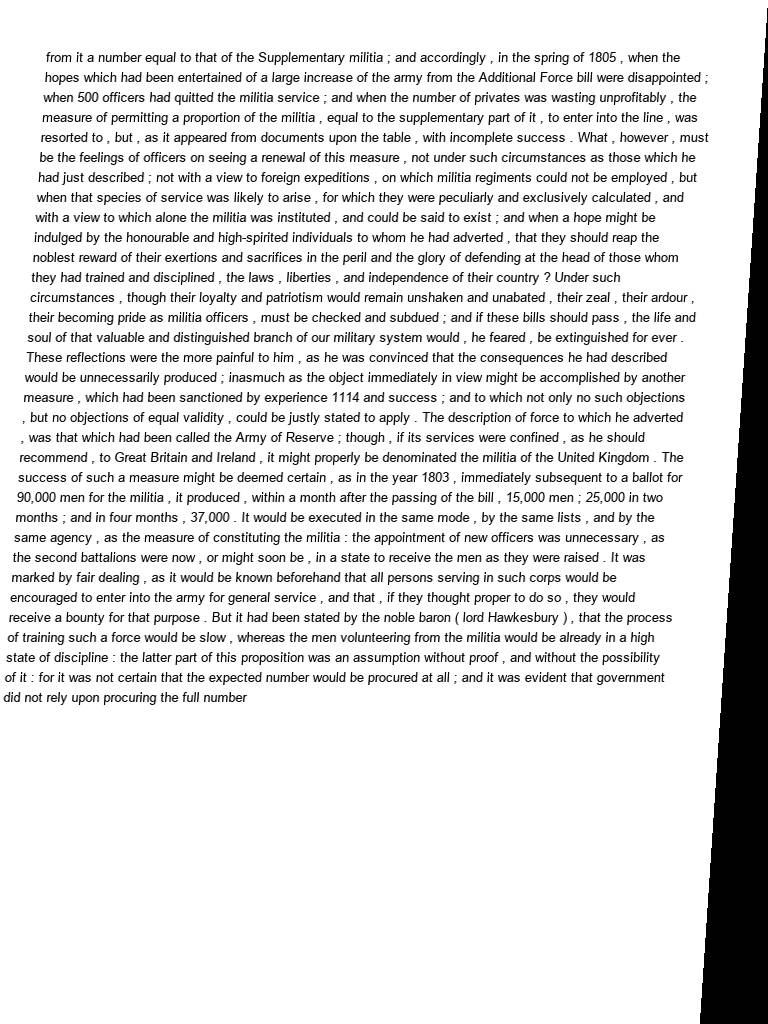 from it a number equal to that of the Supplementary militia ; and accordingly , in the spring of 1805 , when the
hopes which had been entertained of a large increase of the army from the Additional Force bill were disappointed ;
when 500 officers had quitted the militia service ; and when the number of privates was wasting unprofitably , the
measure of permitting a proportion of the militia , equal to the supplementary part of it , to enter into the line , was
resorted to , but , as it appeared from documents upon the table , with incomplete success . What , however , must
be the feelings of officers on seeing a renewal of this measure , not under such circumstances as those which he
had just described ; not with a view to foreign expeditions , on which militia regiments could not be employed , but
when that species of service was likely to arise , for which they were peculiarly and exclusively calculated , and
with a view to which alone the militia was instituted , and could be said to exist ; and when a hope might be
indulged by the honourable and high-spirited individuals to whom he had adverted , that they should reap the
noblest reward of their exertions and sacrifices in the peril and the glory of defending at the head of those whom
they had trained and disciplined , the laws , liberties , and independence of their country ? Under such
circumstances , though their loyalty and patriotism would remain unshaken and unabated , their zeal , their ardour ,
their becoming pride as militia officers , must be checked and subdued ; and if these bills should pass , the life and
soul of that valuable and distinguished branch of our military system would , he feared , be extinguished for ever .
These reflections were the more painful to him , as he was convinced that the consequences he had described
would be unnecessarily produced ; inasmuch as the object immediately in view might be accomplished by another
measure , which had been sanctioned by experience 1114 and success ; and to which not only no such objections
, but no objections of equal validity , could be justly stated to apply . The description of force to which he adverted
, was that which had been called the Army of Reserve ; though , if its services were confined , as he should
recommend , to Great Britain and Ireland , it might properly be denominated the militia of the United Kingdom . The
success of such a measure might be deemed certain , as in the year 1803 , immediately subsequent to a ballot for
90,000 men for the militia , it produced , within a month after the passing of the bill , 15,000 men ; 25,000 in two
months ; and in four months , 37,000 . It would be executed in the same mode , by the same lists , and by the
same agency , as the measure of constituting the militia : the appointment of new officers was unnecessary , as
the second battalions were now , or might soon be , in a state to receive the men as they were raised . It was
marked by fair dealing , as it would be known beforehand that all persons serving in such corps would be
encouraged to enter into the army for general service , and that , if they thought proper to do so , they would
receive a bounty for that purpose . But it had been stated by the noble baron ( lord Hawkesbury ) , that the process
of training such a force would be slow , whereas the men volunteering from the militia would be already in a high
state of discipline : the latter part of this proposition was an assumption without proof , and without the possibility
of it : for it was not certain that the expected number would be procured at all ; and it was evident that government
did not rely upon procuring the full number